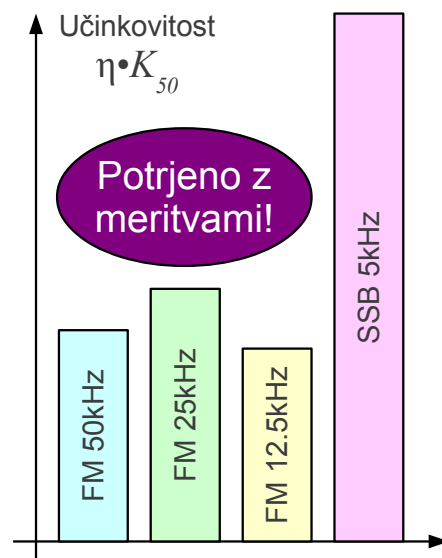 Učinkovitost
η•K₅₀
Potrjeno z
meritvami!
FM 50kHz
FM 25kHz
FM 12.5kHz
SSB 5kHz